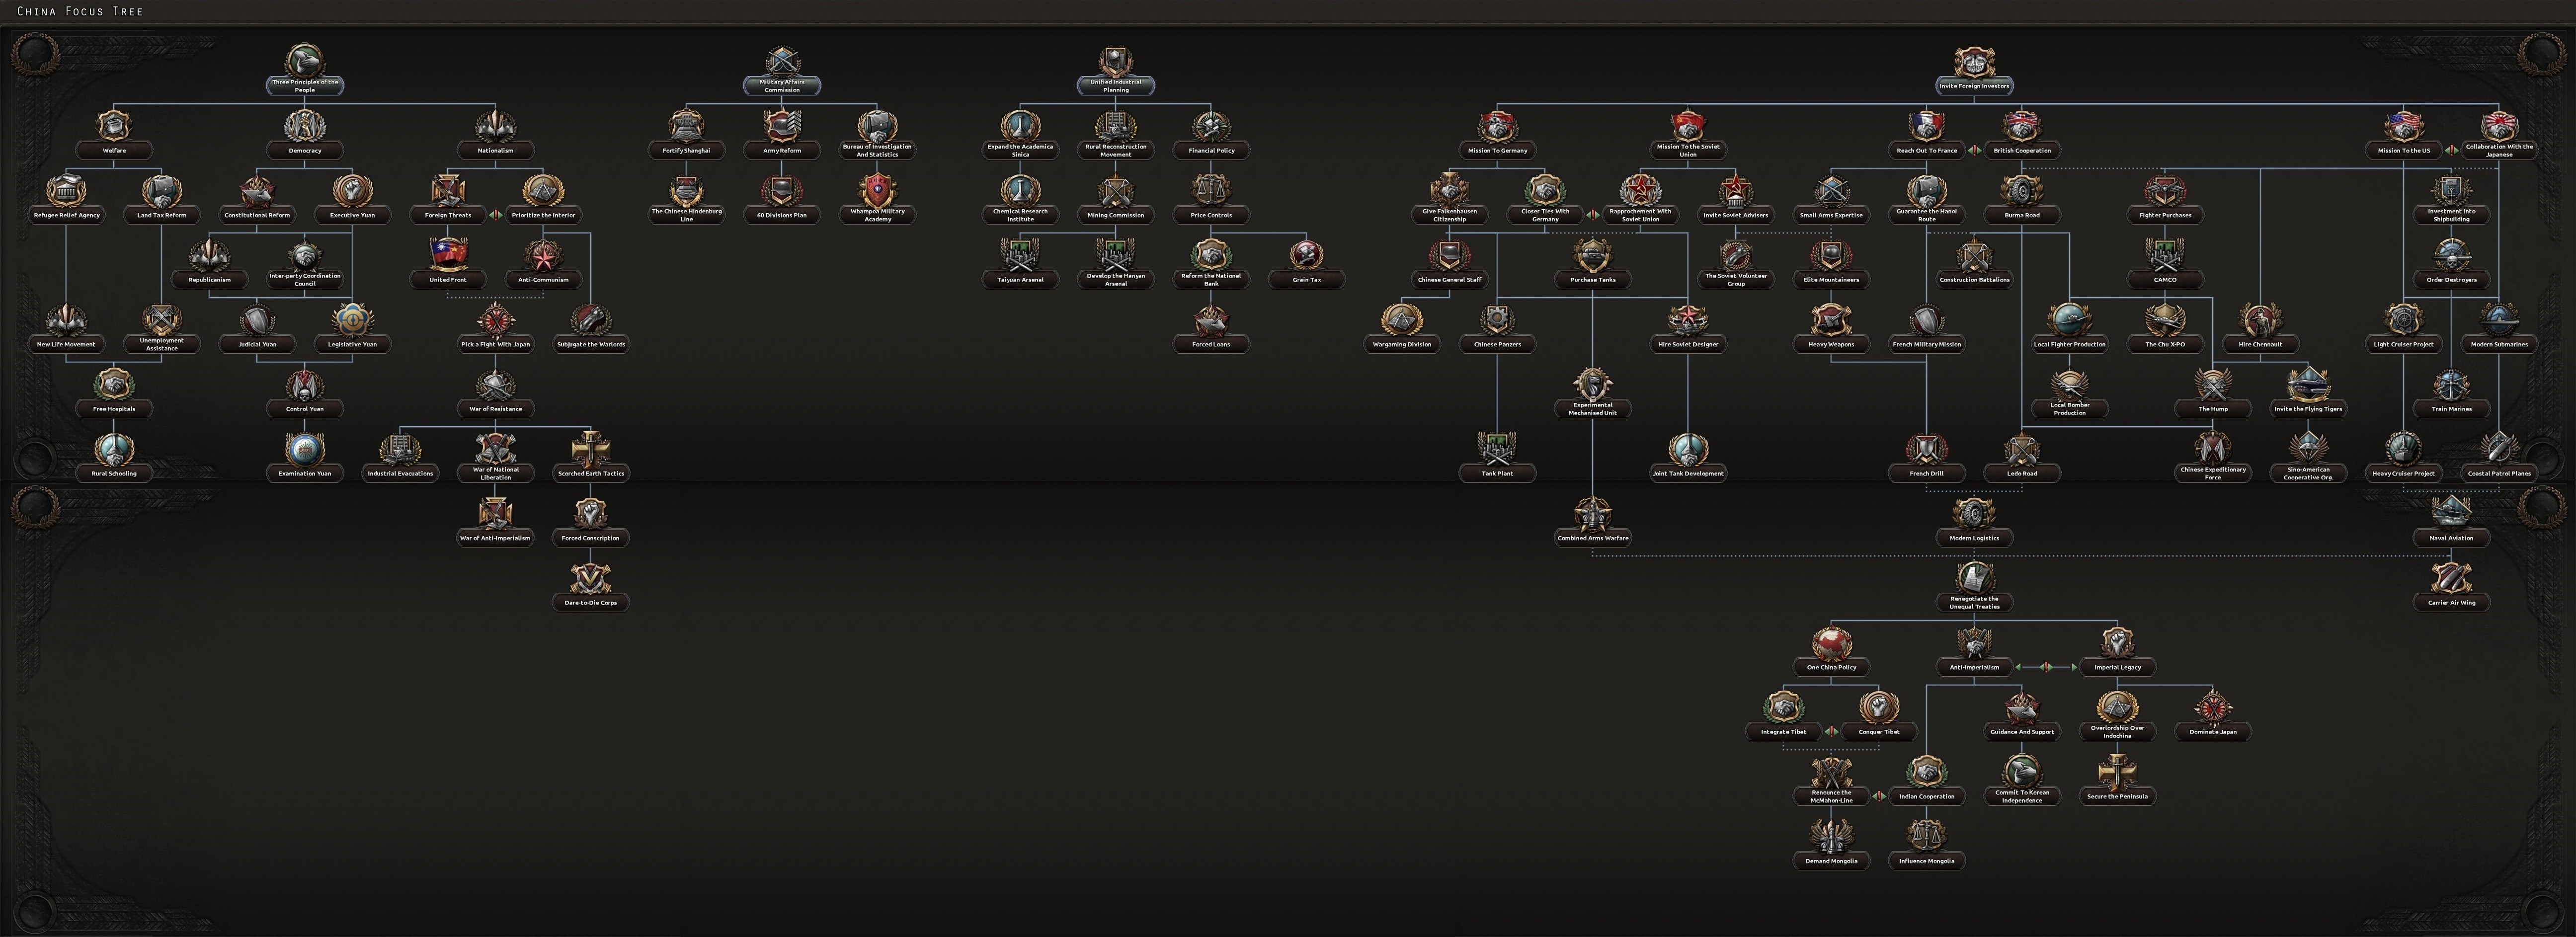 China Focus Tree
Three Principles of the
People
Military Affairs
Commission
Unified Industrial
Planning
Invite Foreign Investors
Welfare
Democracy
Nationalism
Fortify Shanghai
Army Reform
Bureau of Investigation
And Statistics
Expand the Academica
Sinica
Rural Reconstruction
Movement
Financial Policy
Mission To Germany
Mission To the Soviet
Union
Reach Out To France
British Cooperation
Mission To the US
Collaboration With the
Japanese
Refugee Relief Agency
Land Tax Reform
Constitutional Reform
Executive Yuan
Foreign Threats
Prioritize the Interior
The Chinese Hindenburg
Line
60 Divisions Plan
Whampoa Military
Academy
Chemical Research
Institute
Mining Commission
Price Controls
Give Falkenhausen
Citizenship
Closer Ties With
Germany
Rapprochement With
Soviet Union
Invite Soviet Advisers
Small Arms Expertise
Guarantee the Hanoi
Route
Burma Road
Fighter Purchases
Investment Into
Shipbuilding
Republicanism
Inter-party Coordination
Council
United Front
Anti-Communism
Taiyuan Arsenal
Develop the Hanyan
Arsenal
Reform the National
Bank
Grain Tax
Chinese General Staff
Purchase Tanks
The Soviet Volunteer
Group
Elite Mountaineers
Construction Battalions
CAMCO
Order Destroyers
New Life Movement
Unemployment
Assistance
Judicial Yuan
Legislative Yuan
Pick a Fight With Japan
Subjugate the Warlords
Forced Loans
Wargaming Division
Chinese Panzers
Hire Soviet Designer
Heavy Weapons
French Military Mission
Local Fighter Production
The Chu X-PO
Hire Chennault
Light Cruiser Project
Modern Submarines
Free Hospitals
Control Yuan
War of Resistance
Experimental
Mechanised Unit
Local Bomber
Production
The Hump
Invite the Flying Tigers
Train Marines
Rural Schooling
Examination Yuan
Industrial Evacuations
War of National
Liberation
Scorched Earth Tactics
Tank Plant
Joint Tank Development
French Drill
Ledo Road
Chinese Expeditionary
Force
Sino-American
Cooperative Org.
Heavy Cruiser Project
Coastal Patrol Planes
War of Anti-Imperialism
Forced Conscription
Combined Arms Warfare
Modern Logistics
Naval Aviation
Dare-to-Die Corps
Renegotiate the
Unequal Treaties
Carrier Air Wing
One China Policy
Anti-Imperialism
Imperial Legacy
Integrate Tibet
Conquer Tibet
Guidance And Support
Overlordship Over
Indochina
Dominate Japan
Renounce the
McMahon-Line
Indian Cooperation
Commit To Korean
Independence
Secure the Peninsula
Demand Mongolia
Influence Mongolia